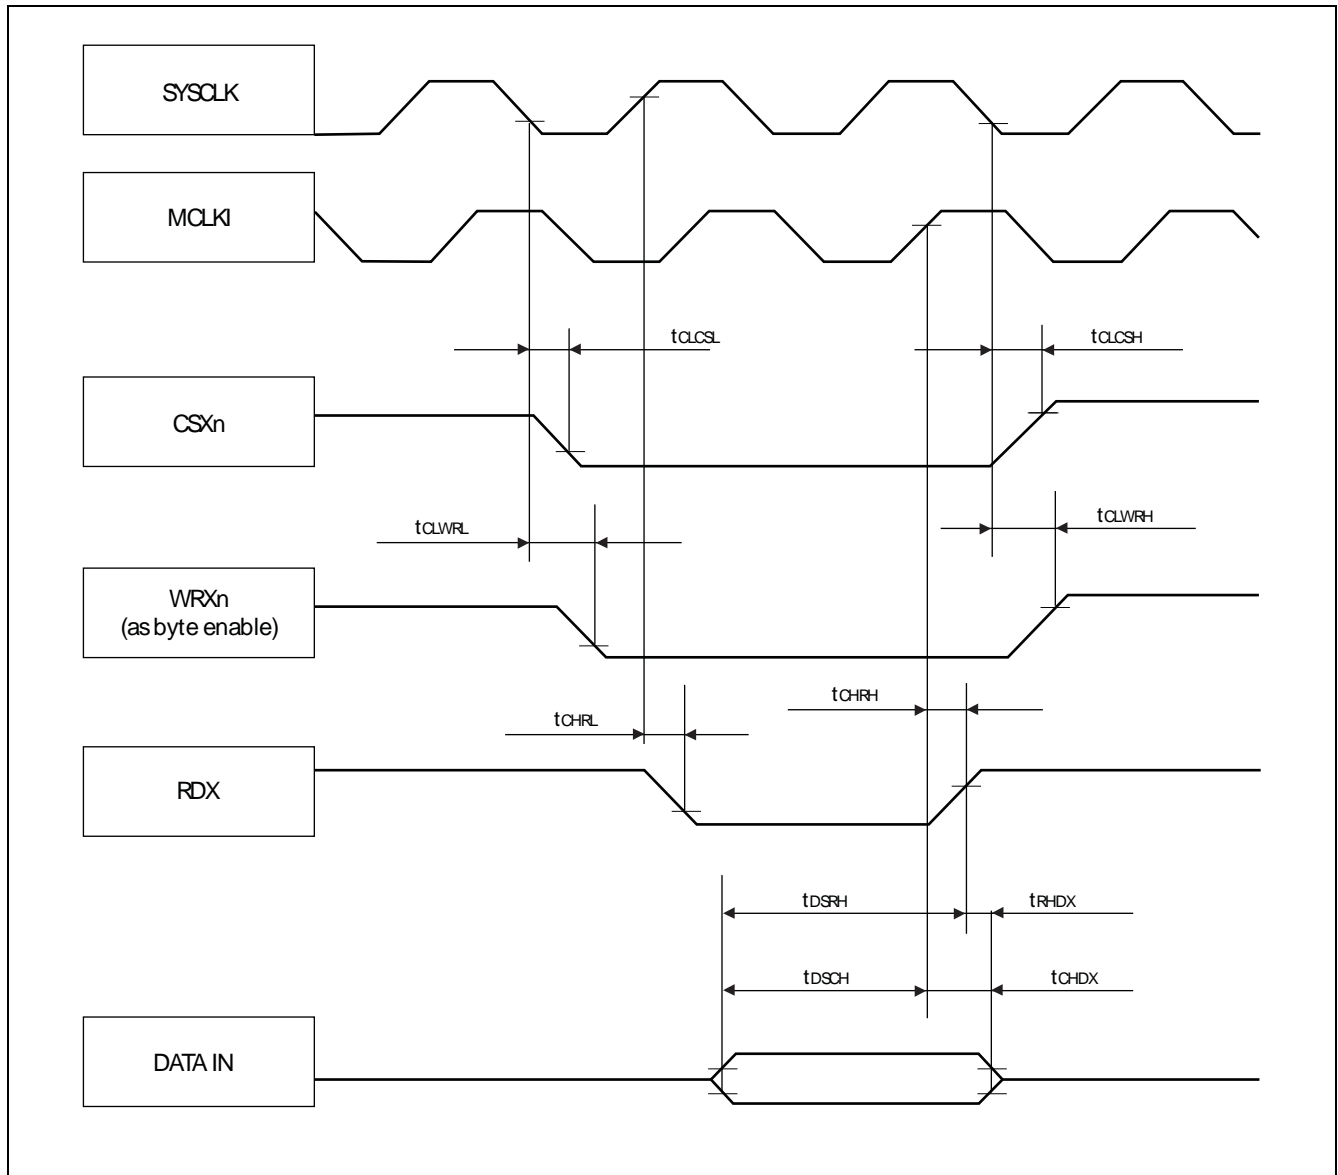 SYSCLK
MCLKI
tCLCSL
tCLCSH
CSXn
tCLWRL
tCLWRH
WRXn
(as byte enable)
tCHRH
tCHRL
RDX
tDSRH
tRHDX
tDSCH
tCHDX
DATA IN